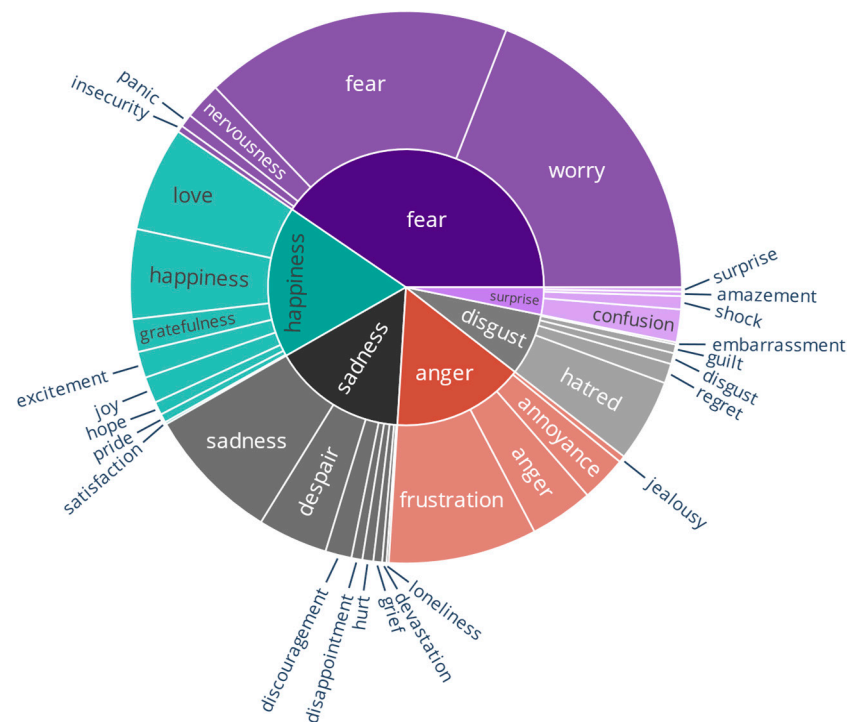 fear
worry
fear
nervousness
panic
insecurity
happiness
love
happiness
gratefulness
excitement
joy
hope
pride
satisfaction
sadness
sadness
despair
discouragement
disappointment
hurt
grief
devastation
loneliness
anger
frustration
anger
annoyance
jealousy
disgust
hatred
regret
disgust
guilt
embarrassment
surprise
confusion
shock
amazement
surprise